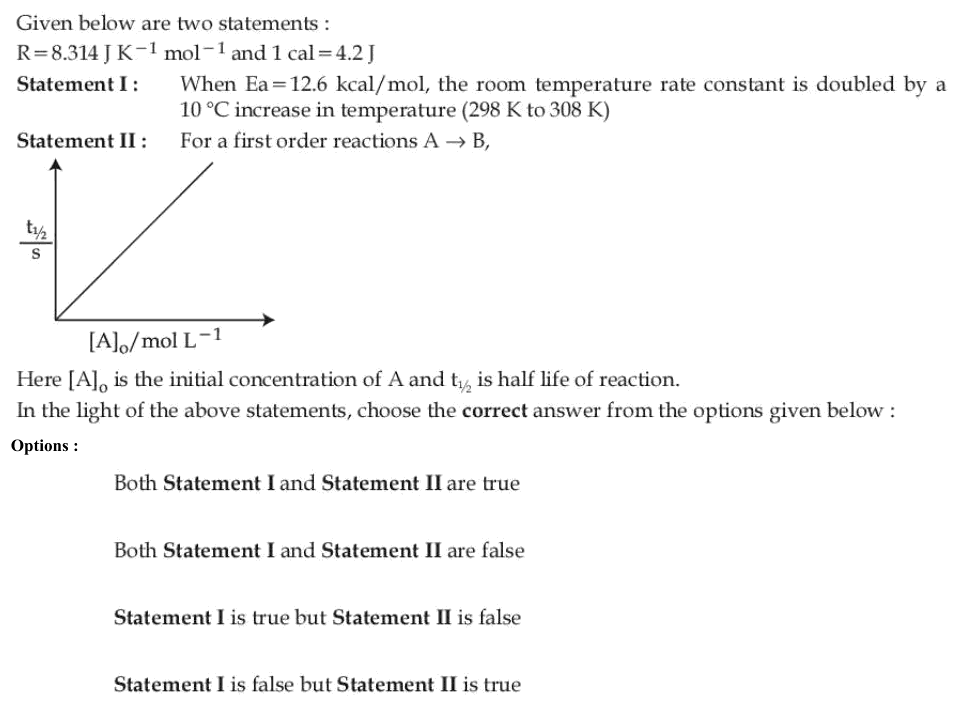 Given below are two statements :
R=8.314 J K⁻¹ mol⁻¹ and 1 cal=4.2 J
Statement I : When Ea=12.6 kcal/mol, the room temperature rate constant is doubled by a
10 °C increase in temperature (298 K to 308 K)
Statement II : For a first order reactions A → B,
t½
s
[A]ₒ/mol L⁻¹
Here [A]ₒ is the initial concentration of A and t½ is half life of reaction.
In the light of the above statements, choose the correct answer from the options given below :
Options :
Both Statement I and Statement II are true
Both Statement I and Statement II are false
Statement I is true but Statement II is false
Statement I is false but Statement II is true